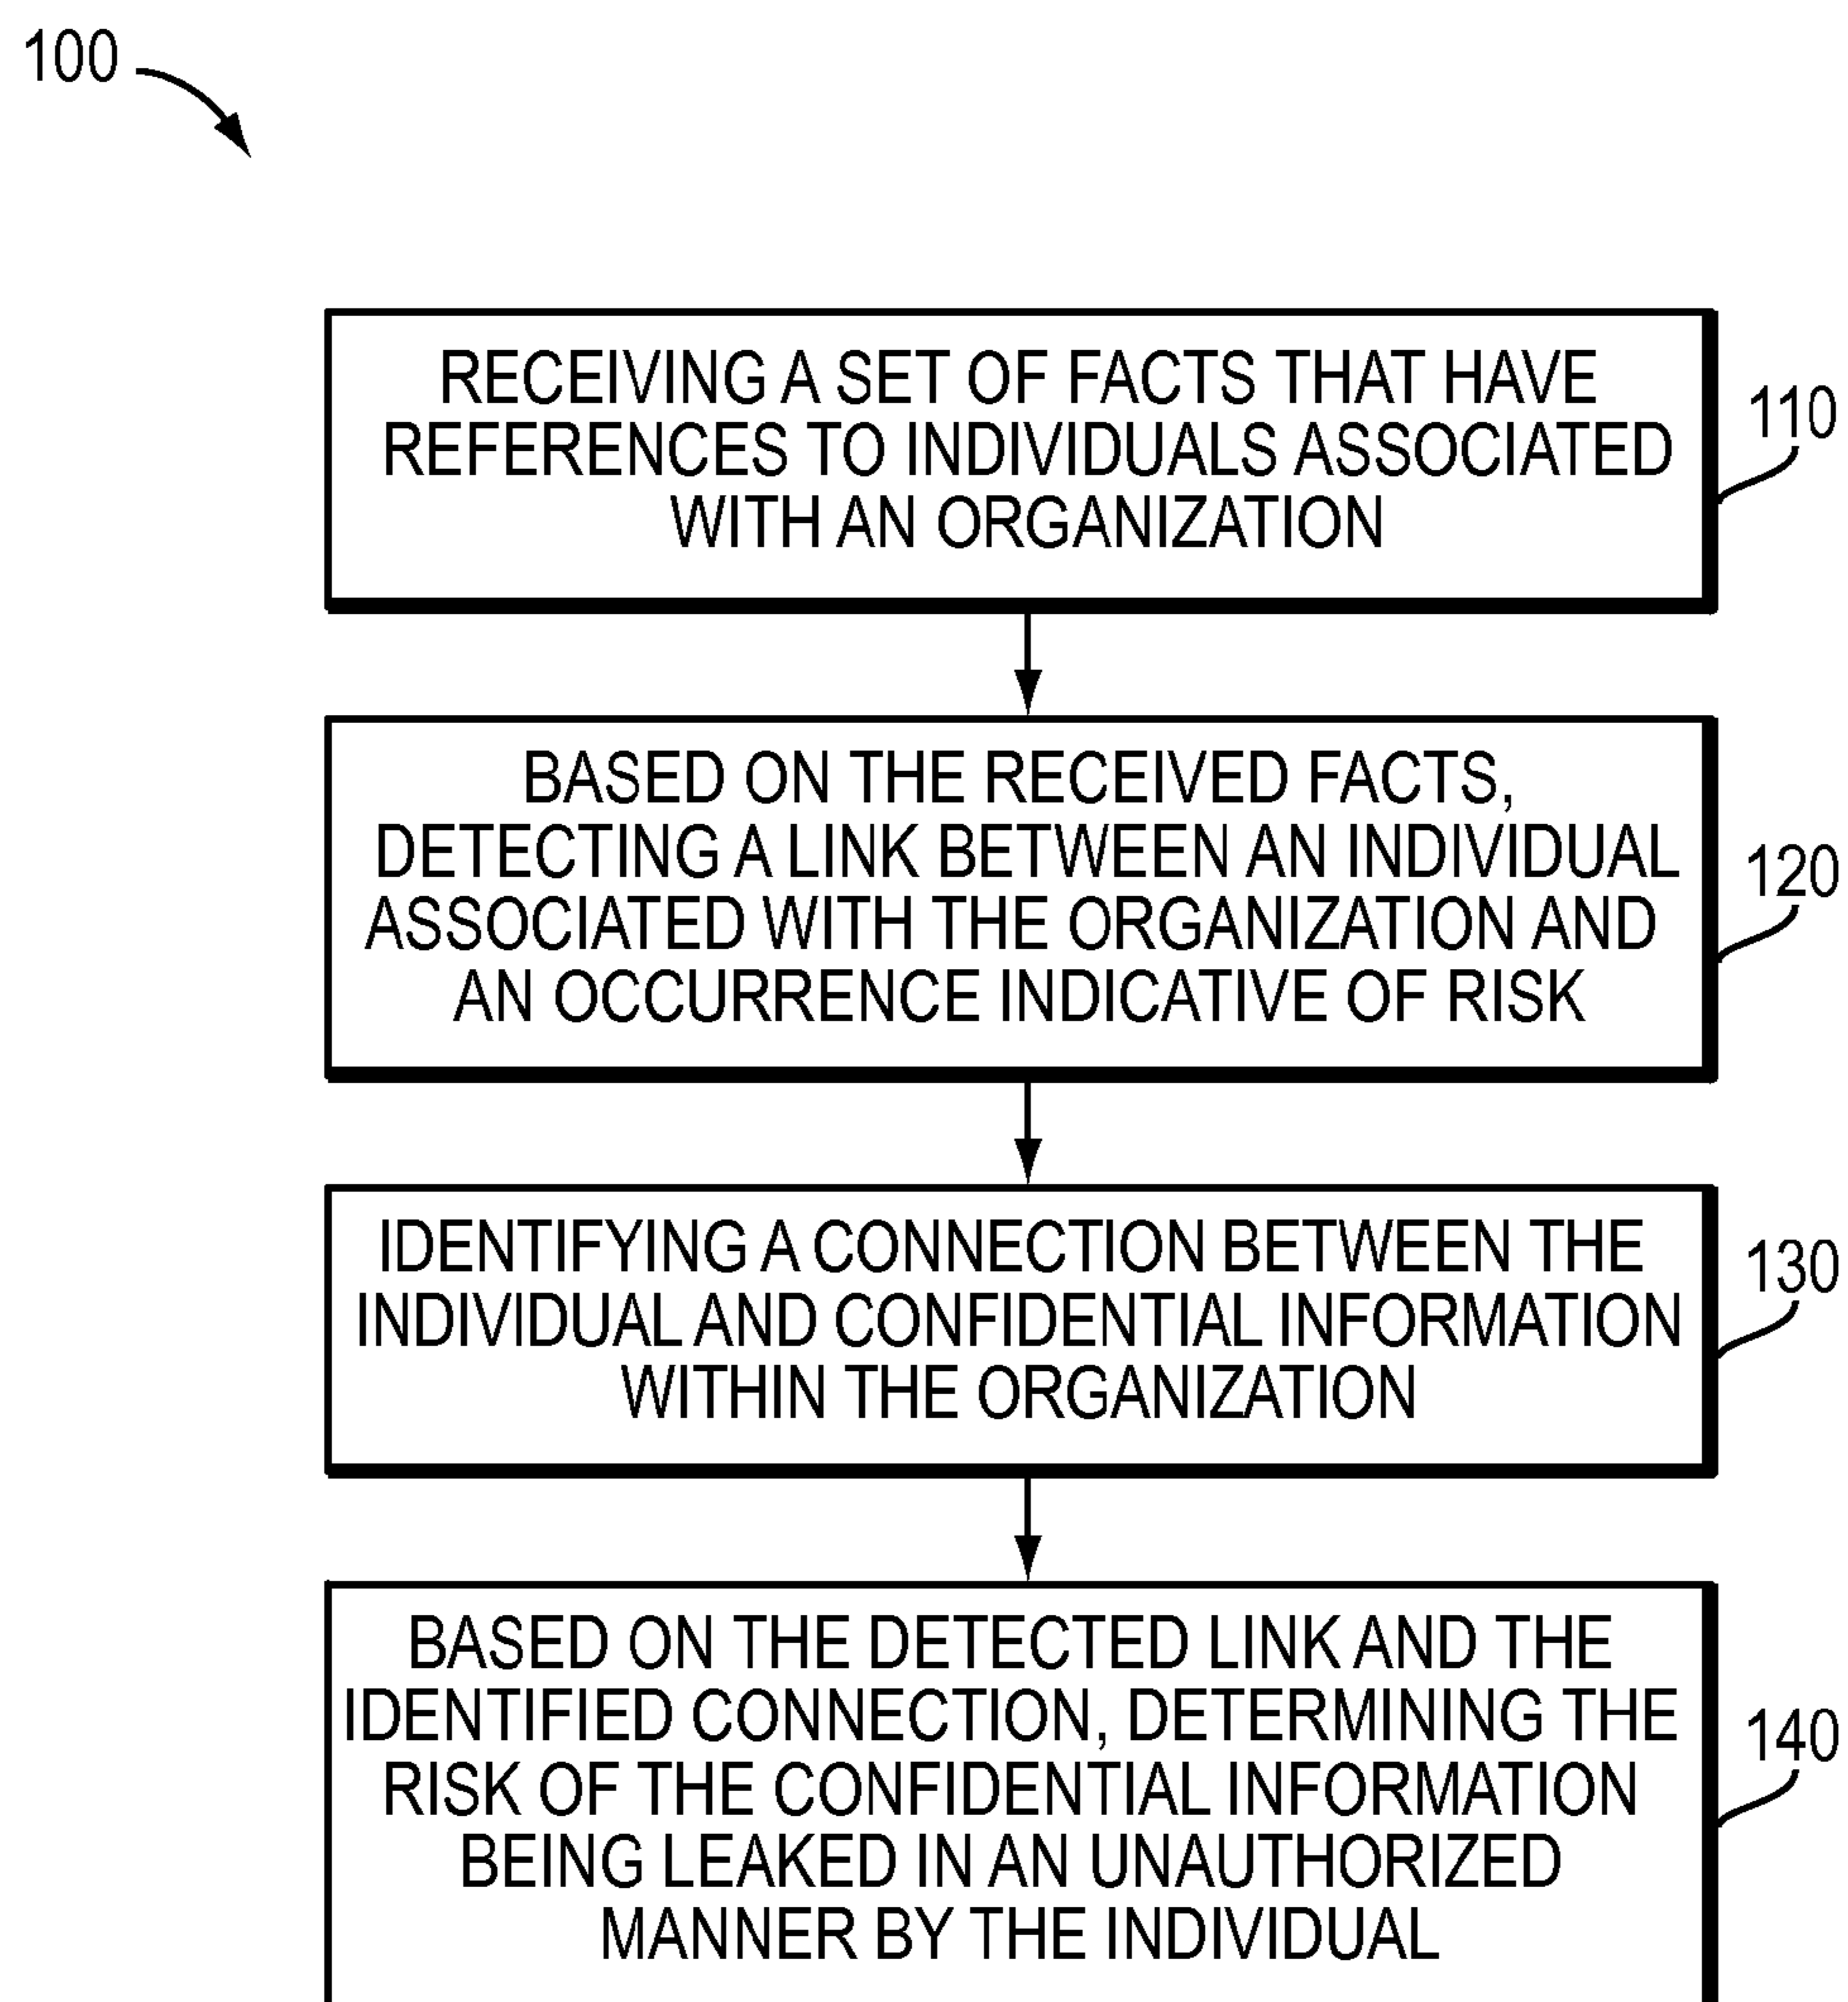 100
RECEIVING A SET OF FACTS THAT HAVE
REFERENCES TO INDIVIDUALS ASSOCIATED
WITH AN ORGANIZATION
110
BASED ON THE RECEIVED FACTS,
DETECTING A LINK BETWEEN AN INDIVIDUAL
ASSOCIATED WITH THE ORGANIZATION AND
AN OCCURRENCE INDICATIVE OF RISK
120
IDENTIFYING A CONNECTION BETWEEN THE
INDIVIDUAL AND CONFIDENTIAL INFORMATION
WITHIN THE ORGANIZATION
130
BASED ON THE DETECTED LINK AND THE
IDENTIFIED CONNECTION, DETERMINING THE
RISK OF THE CONFIDENTIAL INFORMATION
BEING LEAKED IN AN UNAUTHORIZED
MANNER BY THE INDIVIDUAL
140